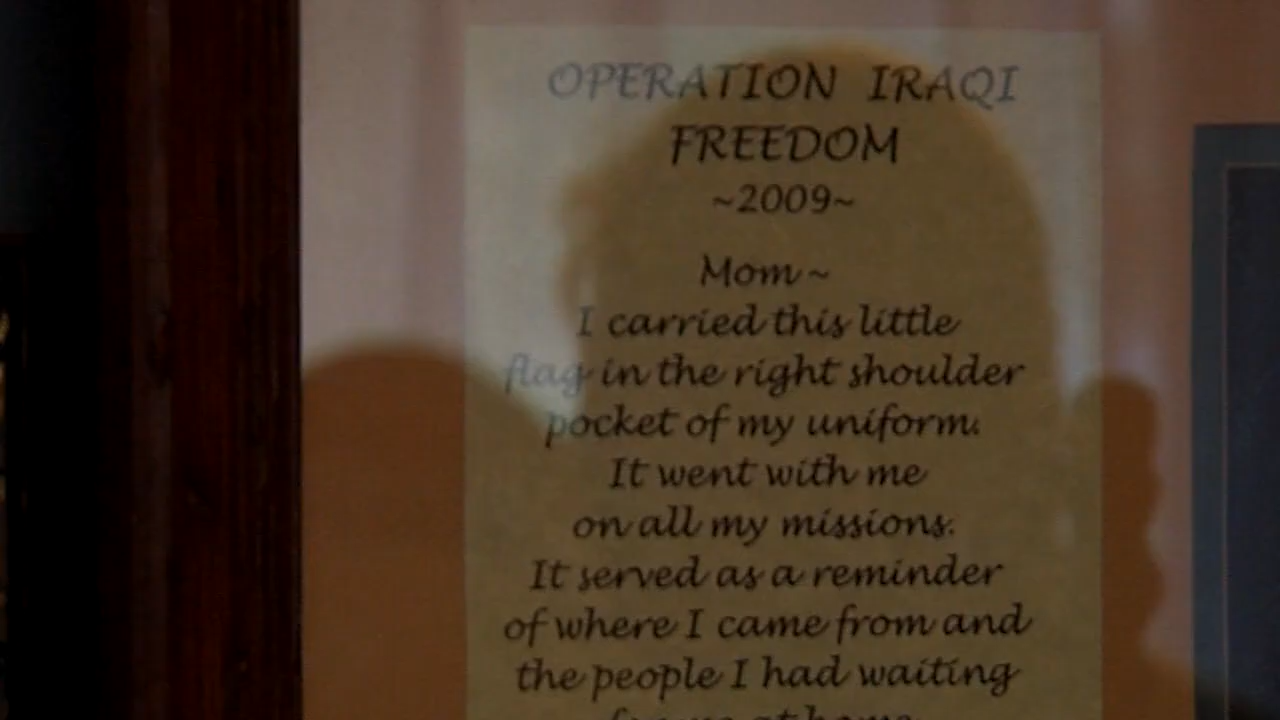 OPERATION IRAQI
FREEDOM
~2009~
Mom ~
I carried this little
flag in the right shoulder
pocket of my uniform.
It went with me
on all my missions.
It served as a reminder
of where I came from and
the people I had waiting
at home